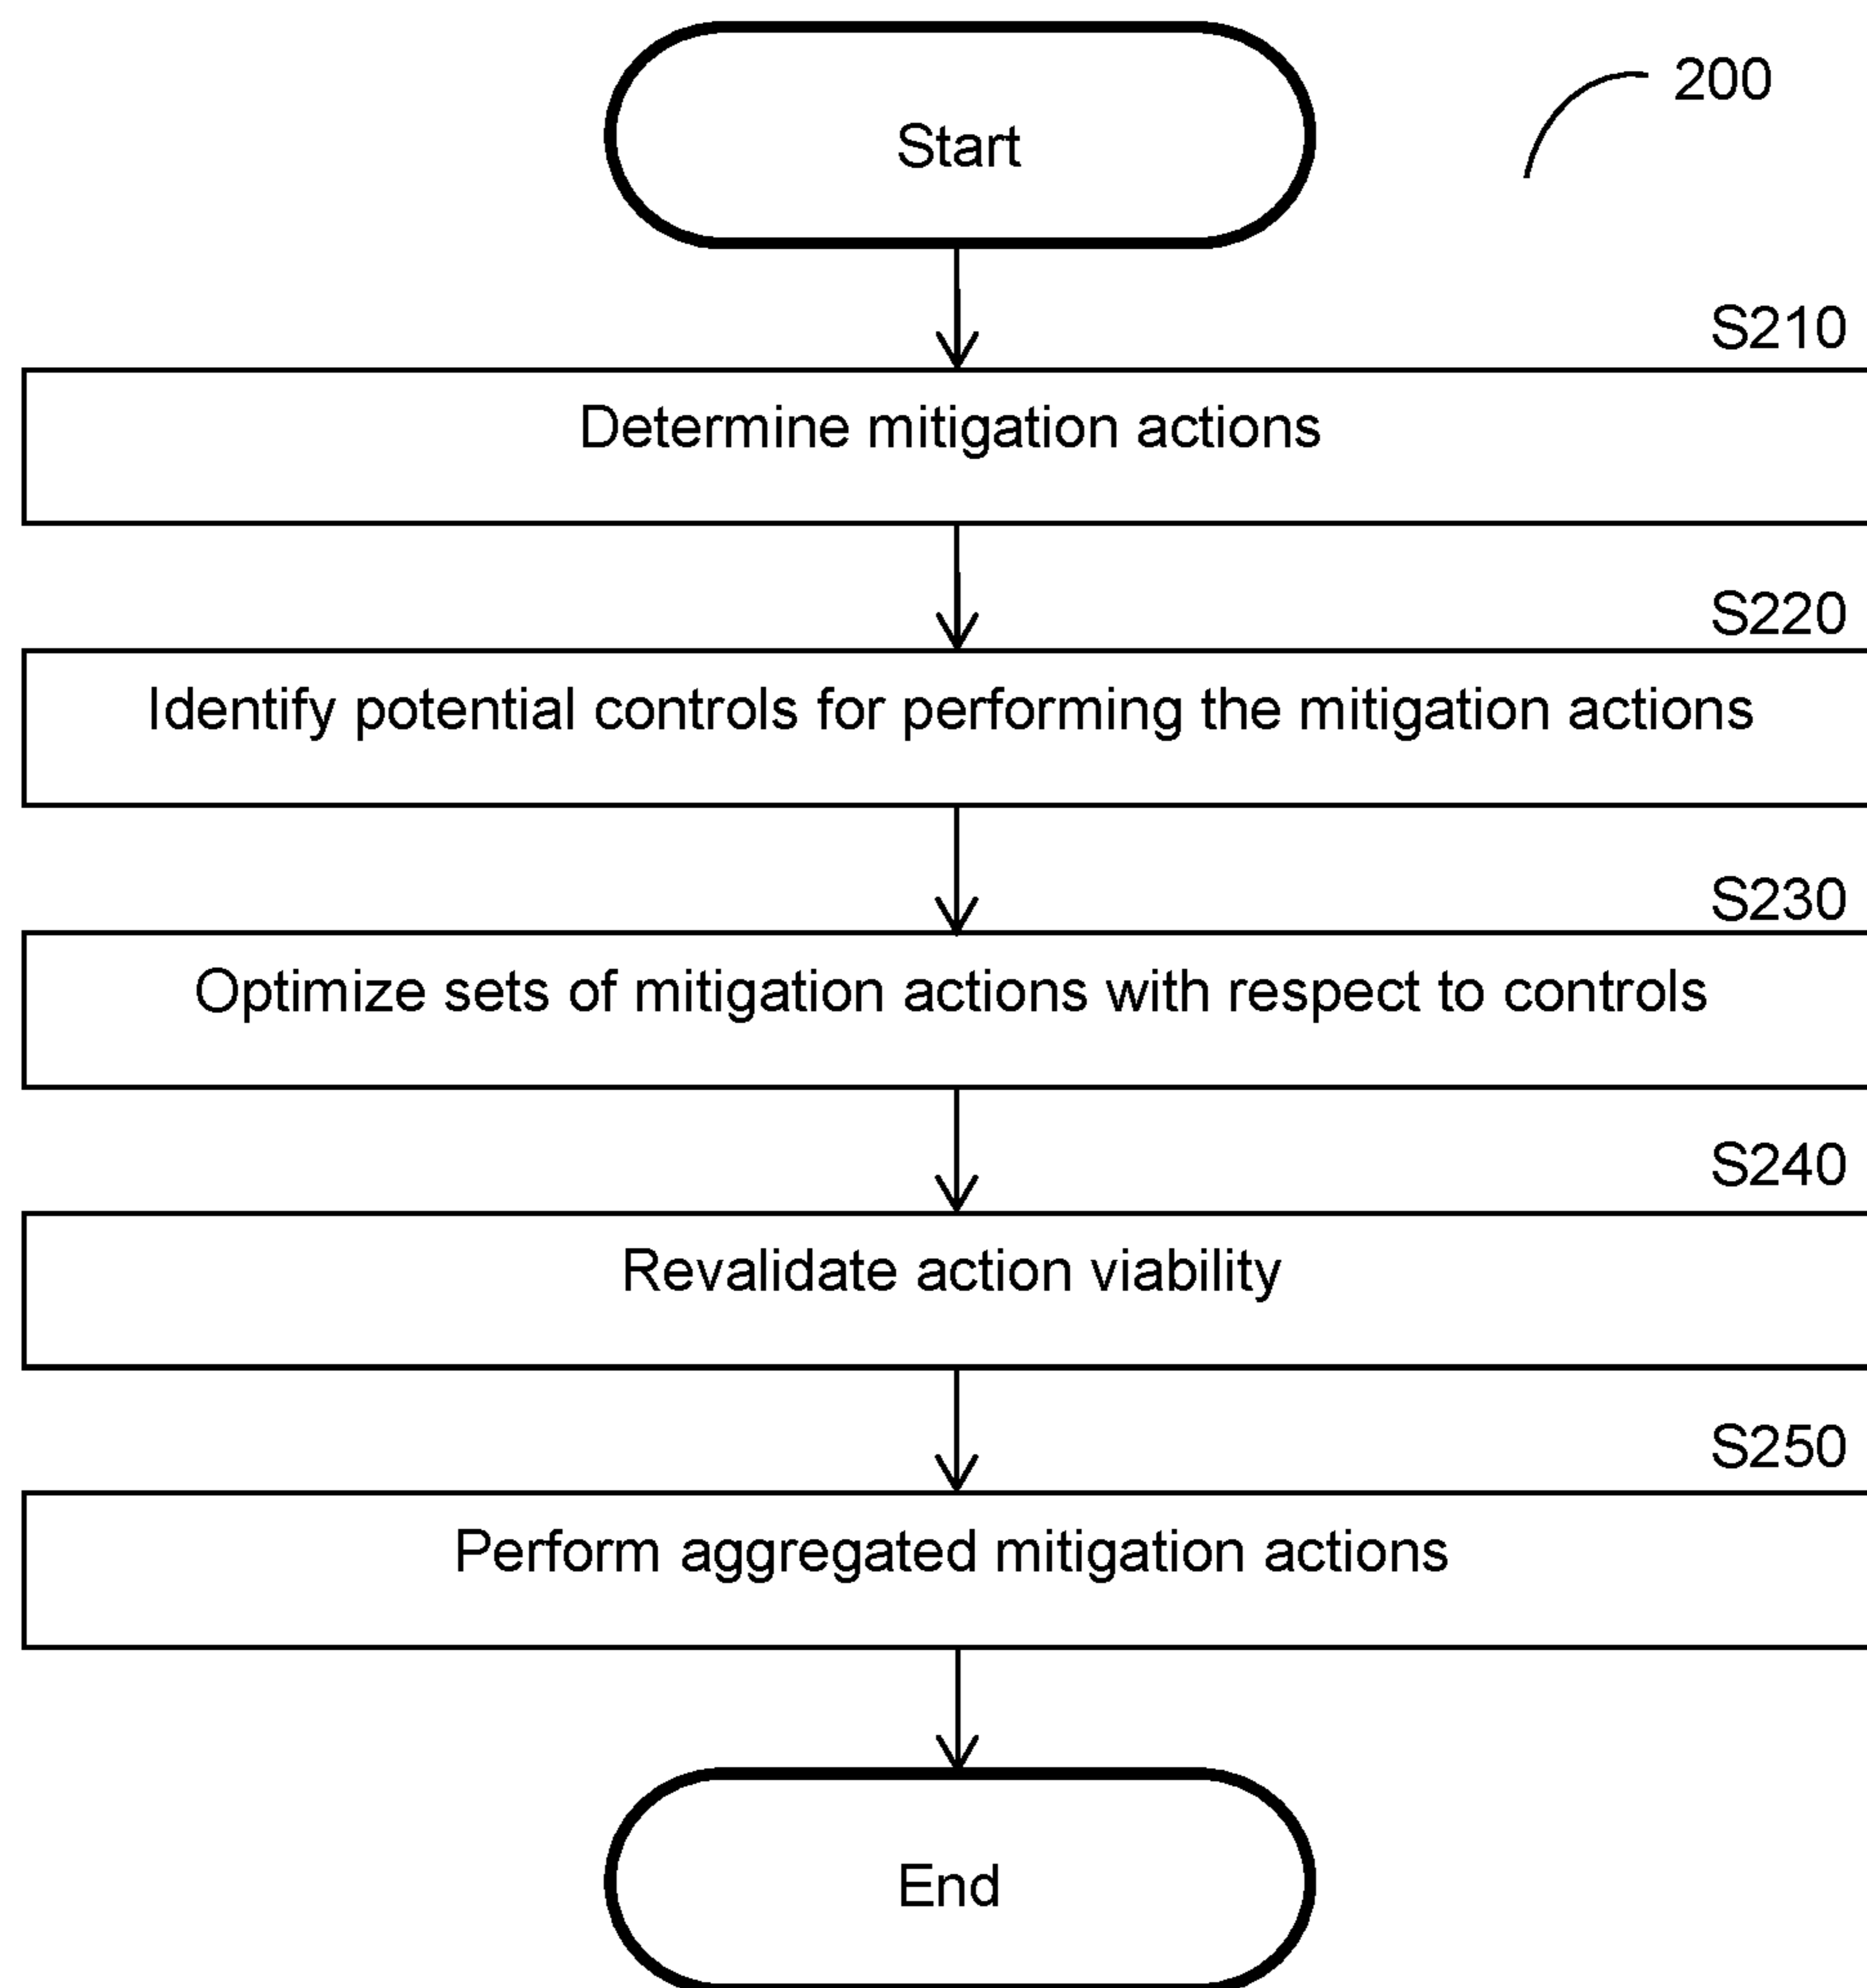 Start
200
S210
Determine mitigation actions
S220
Identify potential controls for performing the mitigation actions
S230
Optimize sets of mitigation actions with respect to controls
S240
Revalidate action viability
S250
Perform aggregated mitigation actions
End